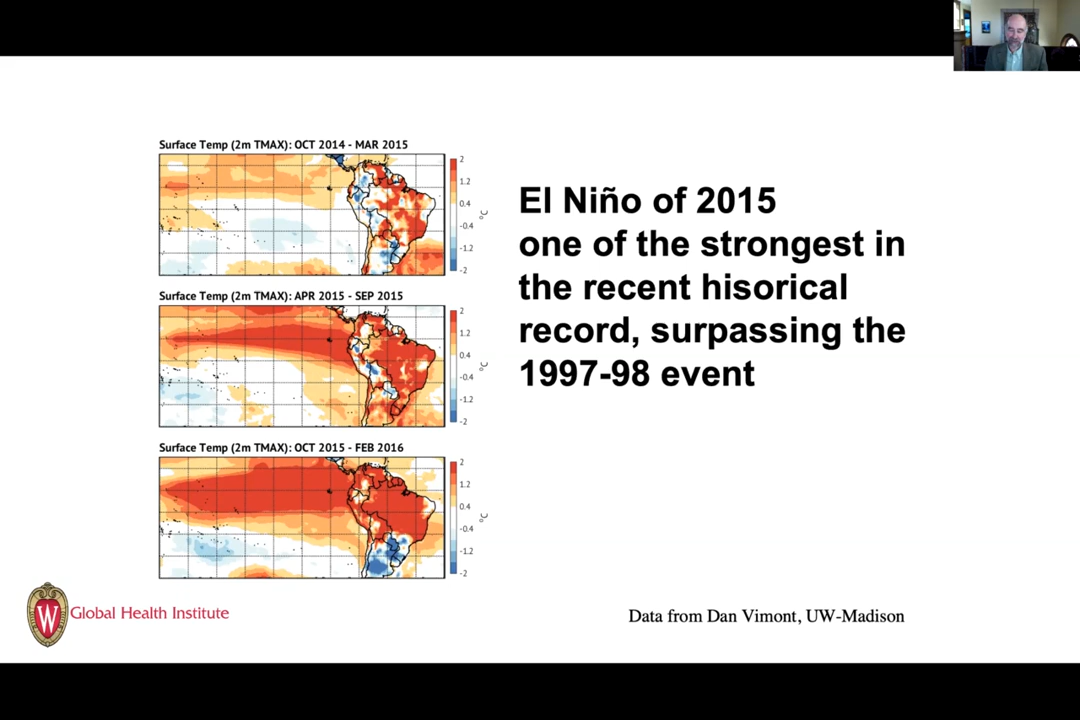 Surface Temp (2m TMAX): OCT 2014 - MAR 2015
2
1.2
0.4
-0.4
-1.2
-2
°C
Surface Temp (2m TMAX): APR 2015 - SEP 2015
2
1.2
0.4
-0.4
-1.2
-2
°C
Surface Temp (2m TMAX): OCT 2015 - FEB 2016
2
1.2
0.4
-0.4
-1.2
-2
°C
El Niño of 2015
one of the strongest in
the recent hisorical
record, surpassing the
1997-98 event
W
Global Health Institute
Data from Dan Vimont, UW-Madison